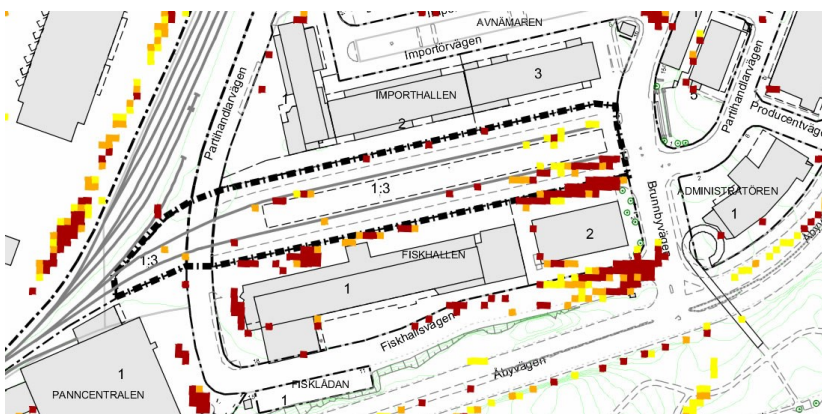 AVNÄMAREN
Importörvägen
Partihandlarvägen
IMPORTHALLEN
3
2
Partihandlarvägen
5
Producentvägen
1:3
1:3
ADMINISTRATÖREN
1
Brunnbyvägen
2
FISKHALLEN
1
Fiskhallsvägen
Åbyvägen
1
PANNCENTRALEN
FISKLÅDAN
1